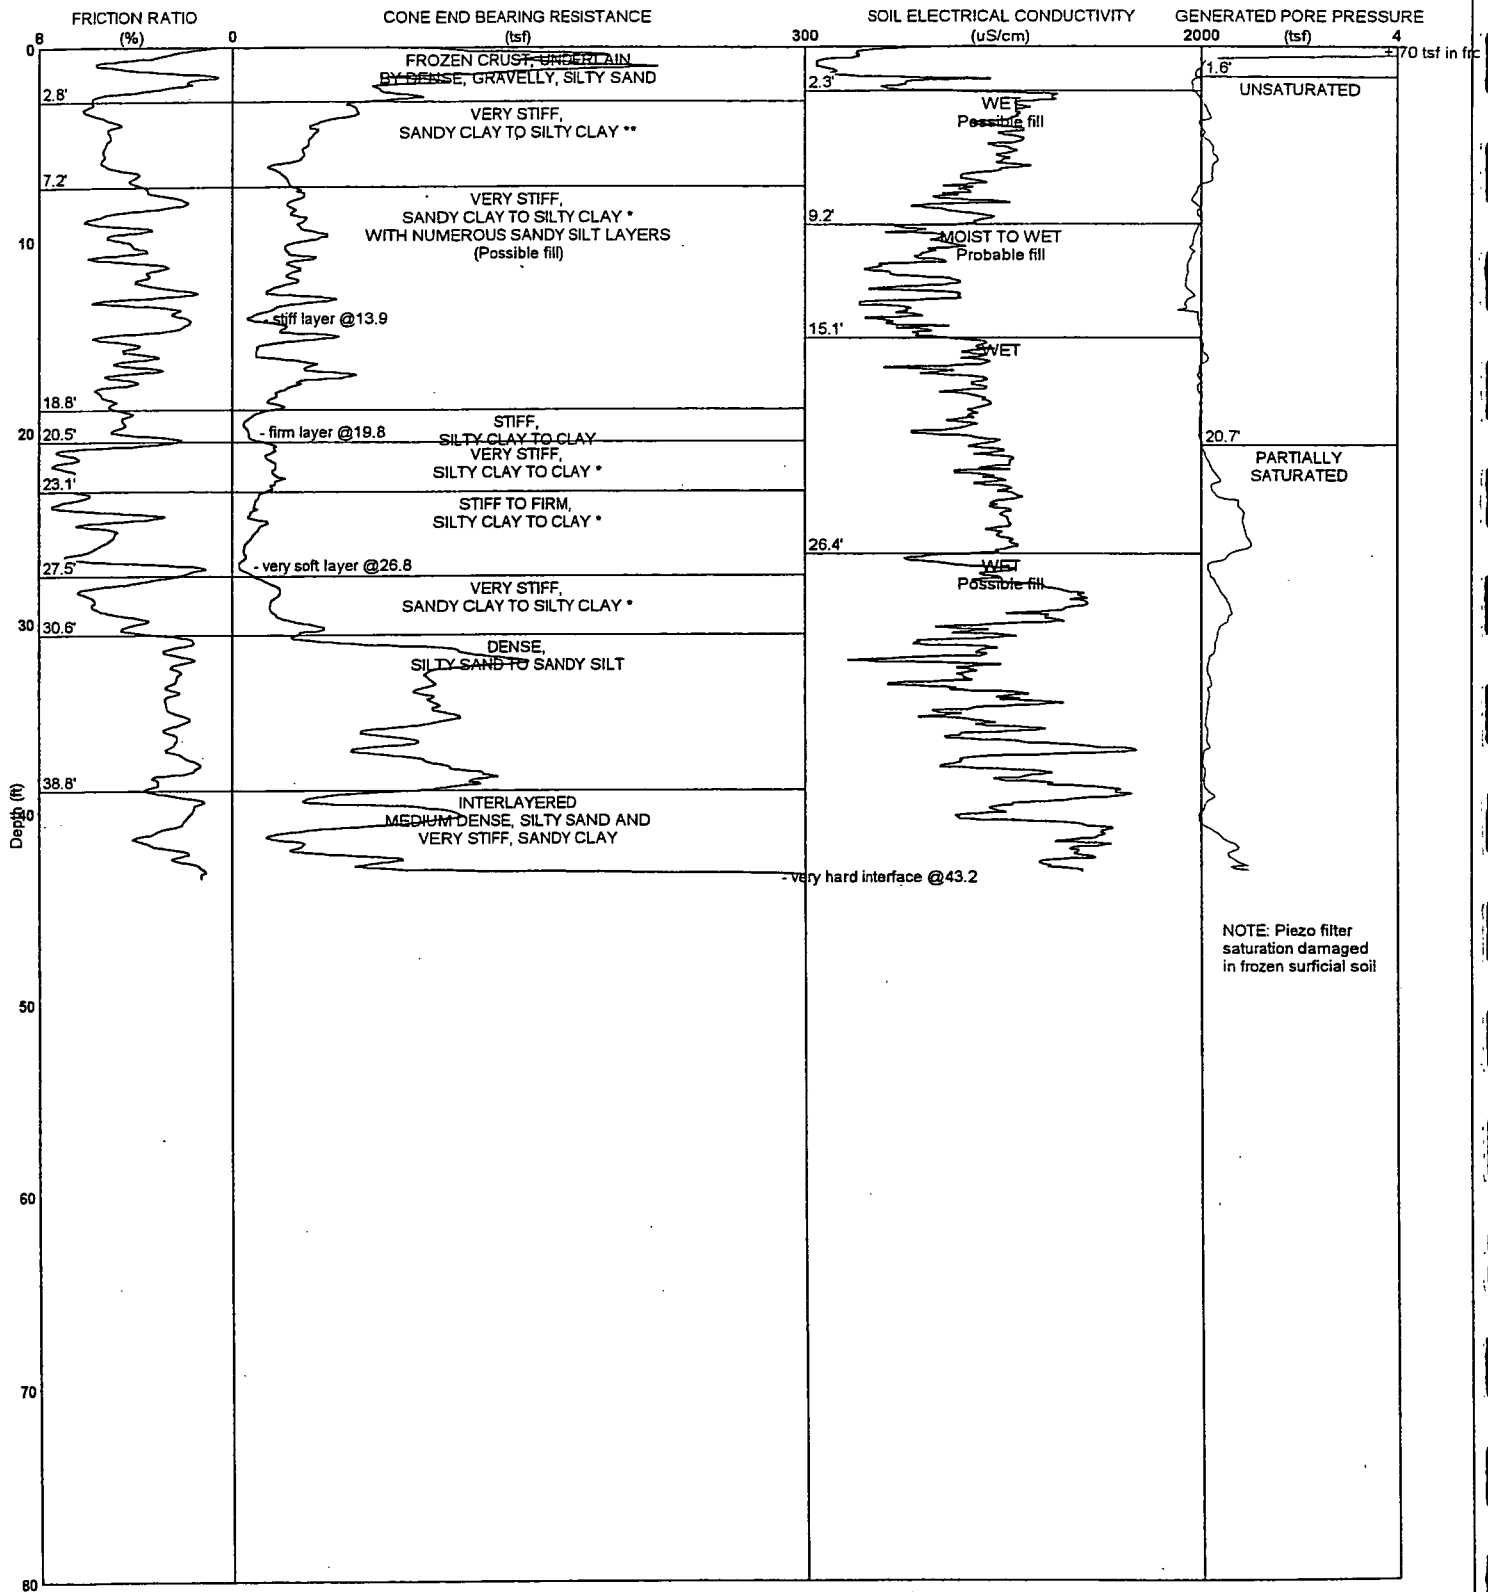 FRICTION RATIO
(%)
CONE END BEARING RESISTANCE
(tsf)
SOIL ELECTRICAL CONDUCTIVITY
(uS/cm)
GENERATED PORE PRESSURE
(tsf)
8
0
300
2000
4
0
FROZEN CRUST, UNDERLAIN
BY DENSE, GRAVELLY, SILTY SAND
2.8'
VERY STIFF,
SANDY CLAY TO SILTY CLAY **
7.2'
VERY STIFF,
SANDY CLAY TO SILTY CLAY *
WITH NUMEROUS SANDY SILT LAYERS
(Possible fill)
10
- stiff layer @13.9
18.8'
STIFF,
SILTY CLAY TO CLAY
- firm layer @19.8
20
20.5'
VERY STIFF,
SILTY CLAY TO CLAY *
23.1'
STIFF TO FIRM,
SILTY CLAY TO CLAY *
- very soft layer @26.8
27.5'
VERY STIFF,
SANDY CLAY TO SILTY CLAY *
30
30.6'
DENSE,
SILTY SAND TO SANDY SILT
38.8'
INTERLAYERED
MEDIUM DENSE, SILTY SAND AND
VERY STIFF, SANDY CLAY
40
Depth (ft)
- very hard interface @43.2
50
60
70
80
2.3'
WET
Possible fill
9.2'
MOIST TO WET
Probable fill
15.1'
WET
26.4'
WET
Possible fill
70 tsf in
1.6'
UNSATURATED
20.7'
PARTIALLY
SATURATED
NOTE: Piezo filter
saturation damaged
in frozen surficial soil